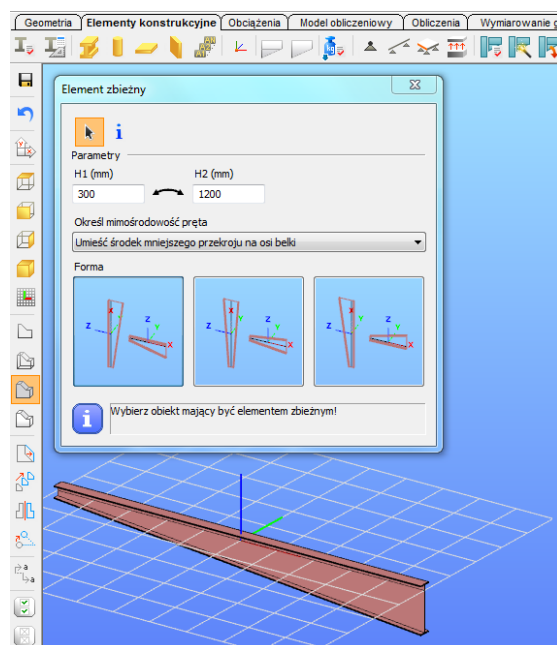 Geometria Elementy konstrukcyjne Obciążenia Model obliczeniowy Obliczenia Wymiarowanie
Element zbieżny
Parametry
H1 (mm) H2 (mm)
300 1200
Określ mimośrodowość pręta
Umieść środek mniejszego przekroju na osi belki
Forma
X Z Y Z Y X
X Z Y Z Y X
X Z Y Z Y X
Wybierz obiekt mający być elementem zbieżnym!